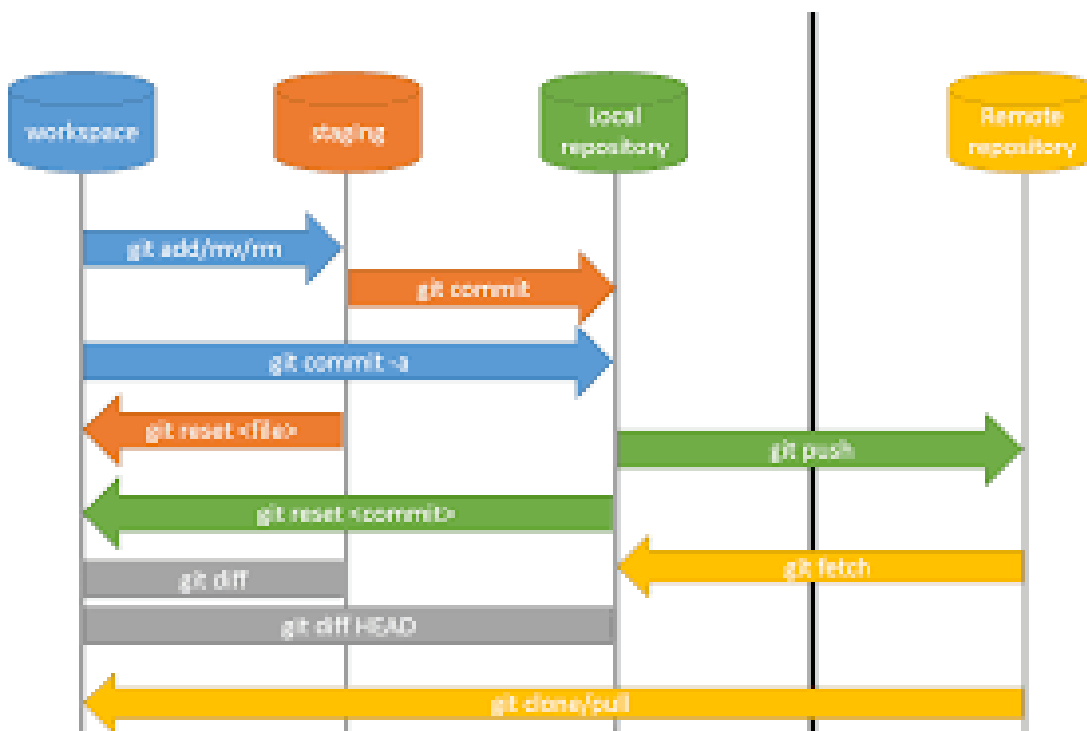 workspace
staging
Local
repository
Remote
repository
git add/mv/rm
git commit
git commit -a
git reset <file>
git push
git reset <commit>
git fetch
git diff
git diff HEAD
git clone/pull